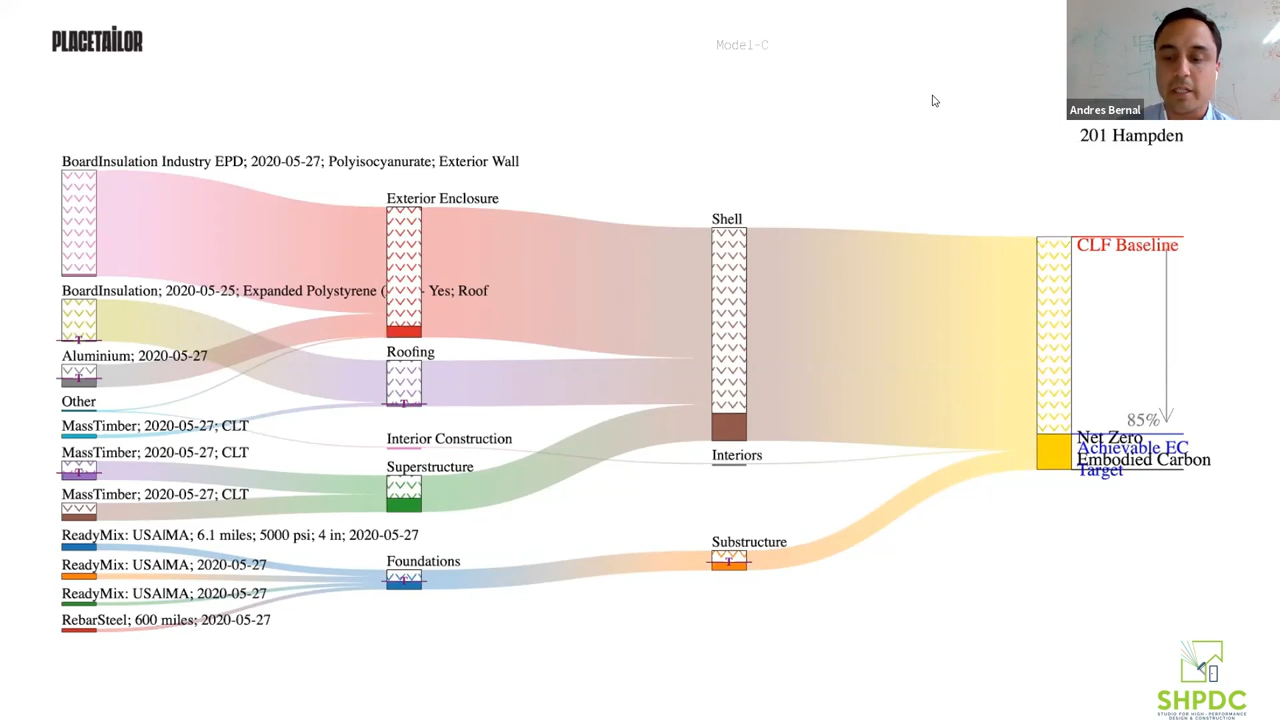 PLACETAILOR
Model-C
Andres Bernal
201 Hampden
BoardInsulation Industry EPD; 2020-05-27; Polyisocyanurate; Exterior Wall
Exterior Enclosure
Shell
CLF Baseline
BoardInsulation; 2020-05-25; Expanded Polystyrene ( - Yes; Roof
T
Aluminium; 2020-05-27
T
Roofing
T
Other
MassTimber; 2020-05-27; CLT
85%
Interior Construction
Net Zero
Achievable EC
MassTimber; 2020-05-27; CLT
T
Superstructure
Interiors
Embodied Carbon
Target
MassTimber; 2020-05-27; CLT
ReadyMix: USA|MA; 6.1 miles; 5000 psi; 4 in; 2020-05-27
Substructure
T
ReadyMix: USA|MA; 2020-05-27
Foundations
T
ReadyMix: USA|MA; 2020-05-27
RebarSteel; 600 miles; 2020-05-27
SHPDC
STUDIO FOR HIGH-PERFORMANCE
DESIGN & CONSTRUCTION